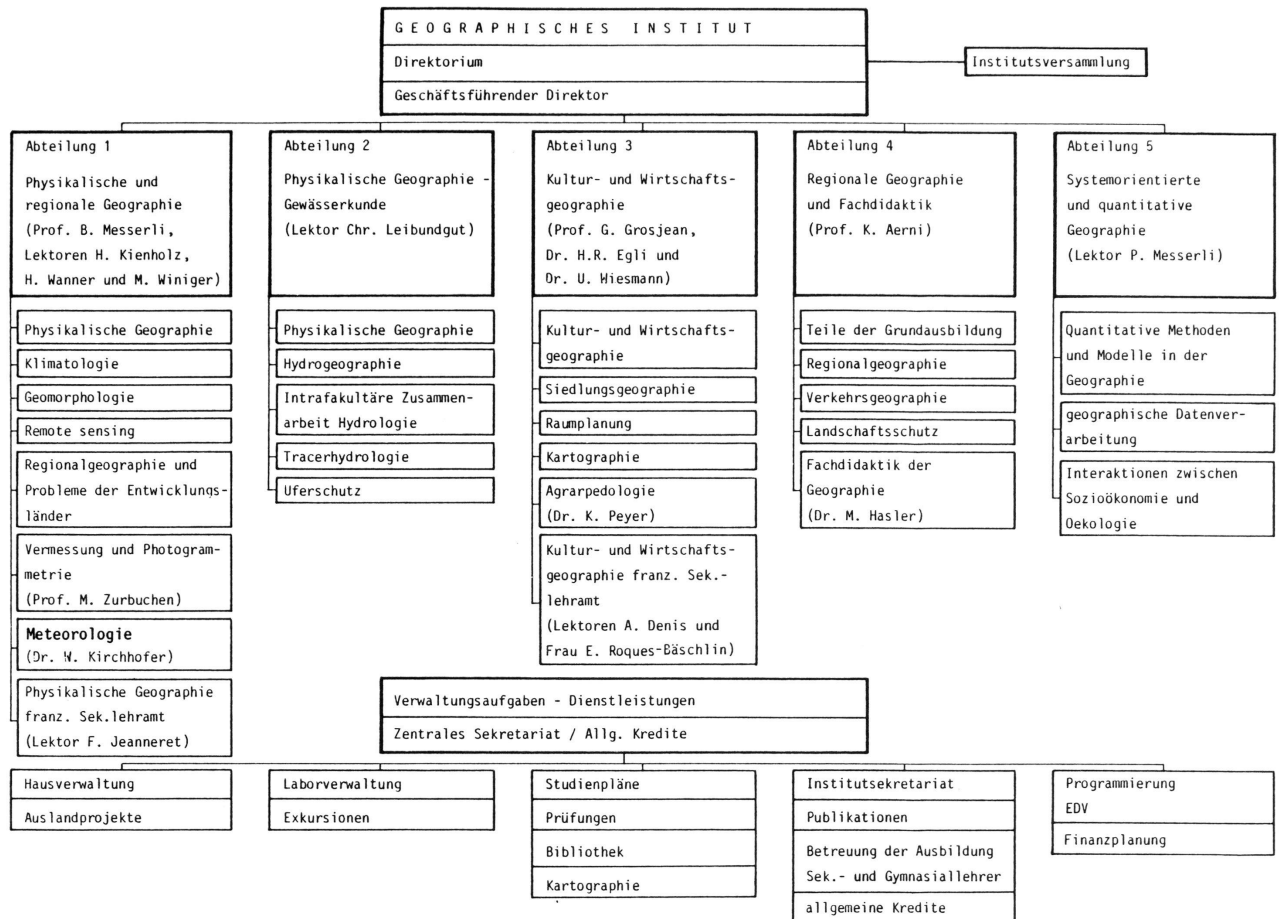 GEOGRAPHISCHES INSTITUT
Direktorium
Institutsversammlung
Geschäftsführender Direktor
Abteilung 1
Physikalische und
regionale Geographie
(Prof. B. Messerli,
Lektoren H. Kienholz,
H. Wanner und M. Winiger)
Physikalische Geographie
Klimatologie
Geomorphologie
Remote sensing
Regionalgeographie und
Probleme der Entwicklungs-
länder
Vermessung und Photogram-
metrie
(Prof. M. Zurbuchen)
Meteorologie
(Dr. W. Kirchhofer)
Physikalische Geographie
franz. Sek.lehramt
(Lektor F. Jeanneret)
Abteilung 2
Physikalische Geographie -
Gewässerkunde
(Lektor Chr. Leibundgut)
Physikalische Geographie
Hydrogeographie
Intrafakultäre Zusammen-
arbeit Hydrologie
Tracerhydrologie
Uferschutz
Abteilung 3
Kultur- und Wirtschafts-
geographie
(Prof. G. Grosjean,
Dr. H.R. Egli und
Dr. U. Wiesmann)
Kultur- und Wirtschafts-
geographie
Siedlungsgeographie
Raumplanung
Kartographie
Agrarpedologie
(Dr. K. Peyer)
Kultur- und Wirtschafts-
geographie franz. Sek.-
lehramt
(Lektoren A. Denis und
Frau E. Roques-Bäschlin)
Abteilung 4
Regionale Geographie
und Fachdidaktik
(Prof. K. Aerni)
Teile der Grundausbildung
Regionalgeographie
Verkehrsgeographie
Landschaftsschutz
Fachdidaktik der
Geographie
(Dr. M. Hasler)
Abteilung 5
Systemorientierte
und quantitative
Geographie
(Lektor P. Messerli)
Quantitative Methoden
und Modelle in der
Geographie
geographische Datenver-
arbeitung
Interaktionen zwischen
Sozioökonomie und
Oekologie
Verwaltungsaufgaben - Dienstleistungen
Zentrales Sekretariat / Allg. Kredite
Hausverwaltung
Auslandprojekte
Laborverwaltung
Exkursionen
Studienpläne
Prüfungen
Bibliothek
Kartographie
Institutsekretariat
Publikationen
Betreuung der Ausbildung
Sek.- und Gymnasiallehrer
allgemeine Kredite
Programmierung
EDV
Finanzplanung